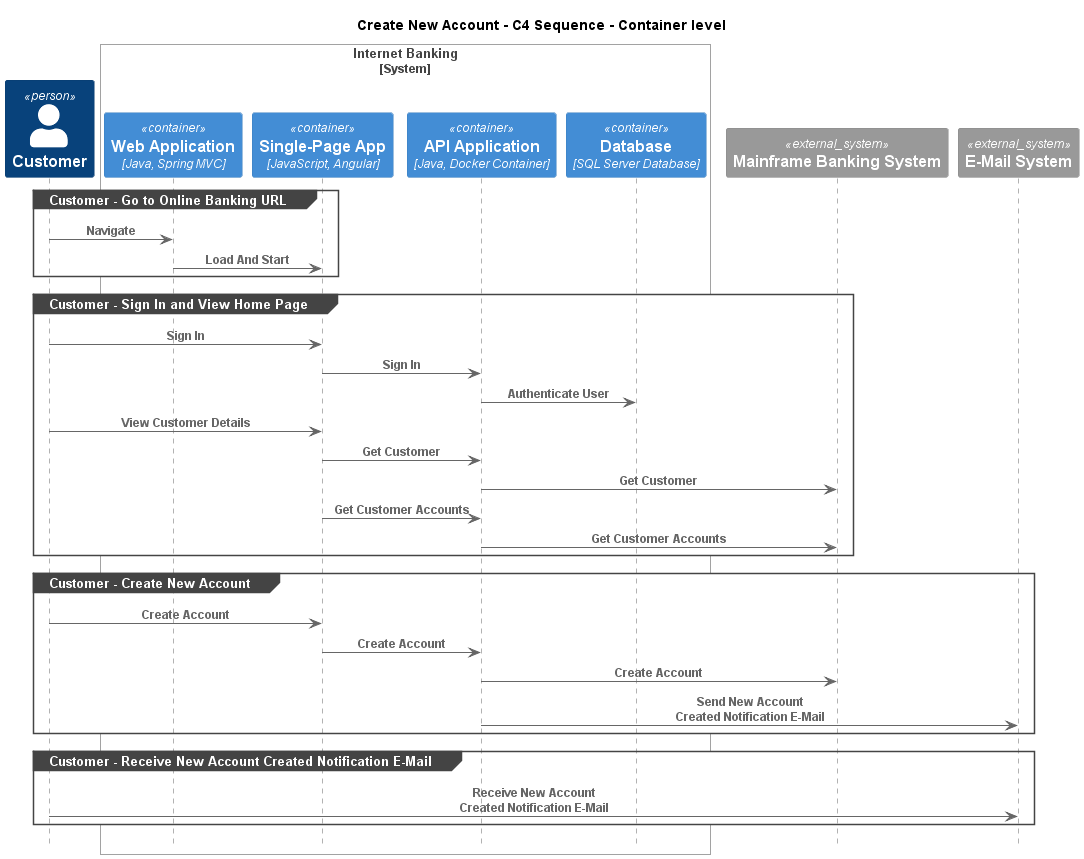 Create New Account - C4 Sequence - Container level
Internet Banking
[System]
«person»
Customer
«container»
Web Application
[Java, Spring MVC]
«container»
Single-Page App
[JavaScript, Angular]
«container»
API Application
[Java, Docker Container]
«container»
Database
[SQL Server Database]
«external_system»
Mainframe Banking System
«external_system»
E-Mail System
Customer - Go to Online Banking URL
Navigate
Load And Start
Customer - Sign In and View Home Page
Sign In
Sign In
Authenticate User
View Customer Details
Get Customer
Get Customer
Get Customer Accounts
Get Customer Accounts
Customer - Create New Account
Create Account
Create Account
Create Account
Send New Account
Created Notification E-Mail
Customer - Receive New Account Created Notification E-Mail
Receive New Account
Created Notification E-Mail